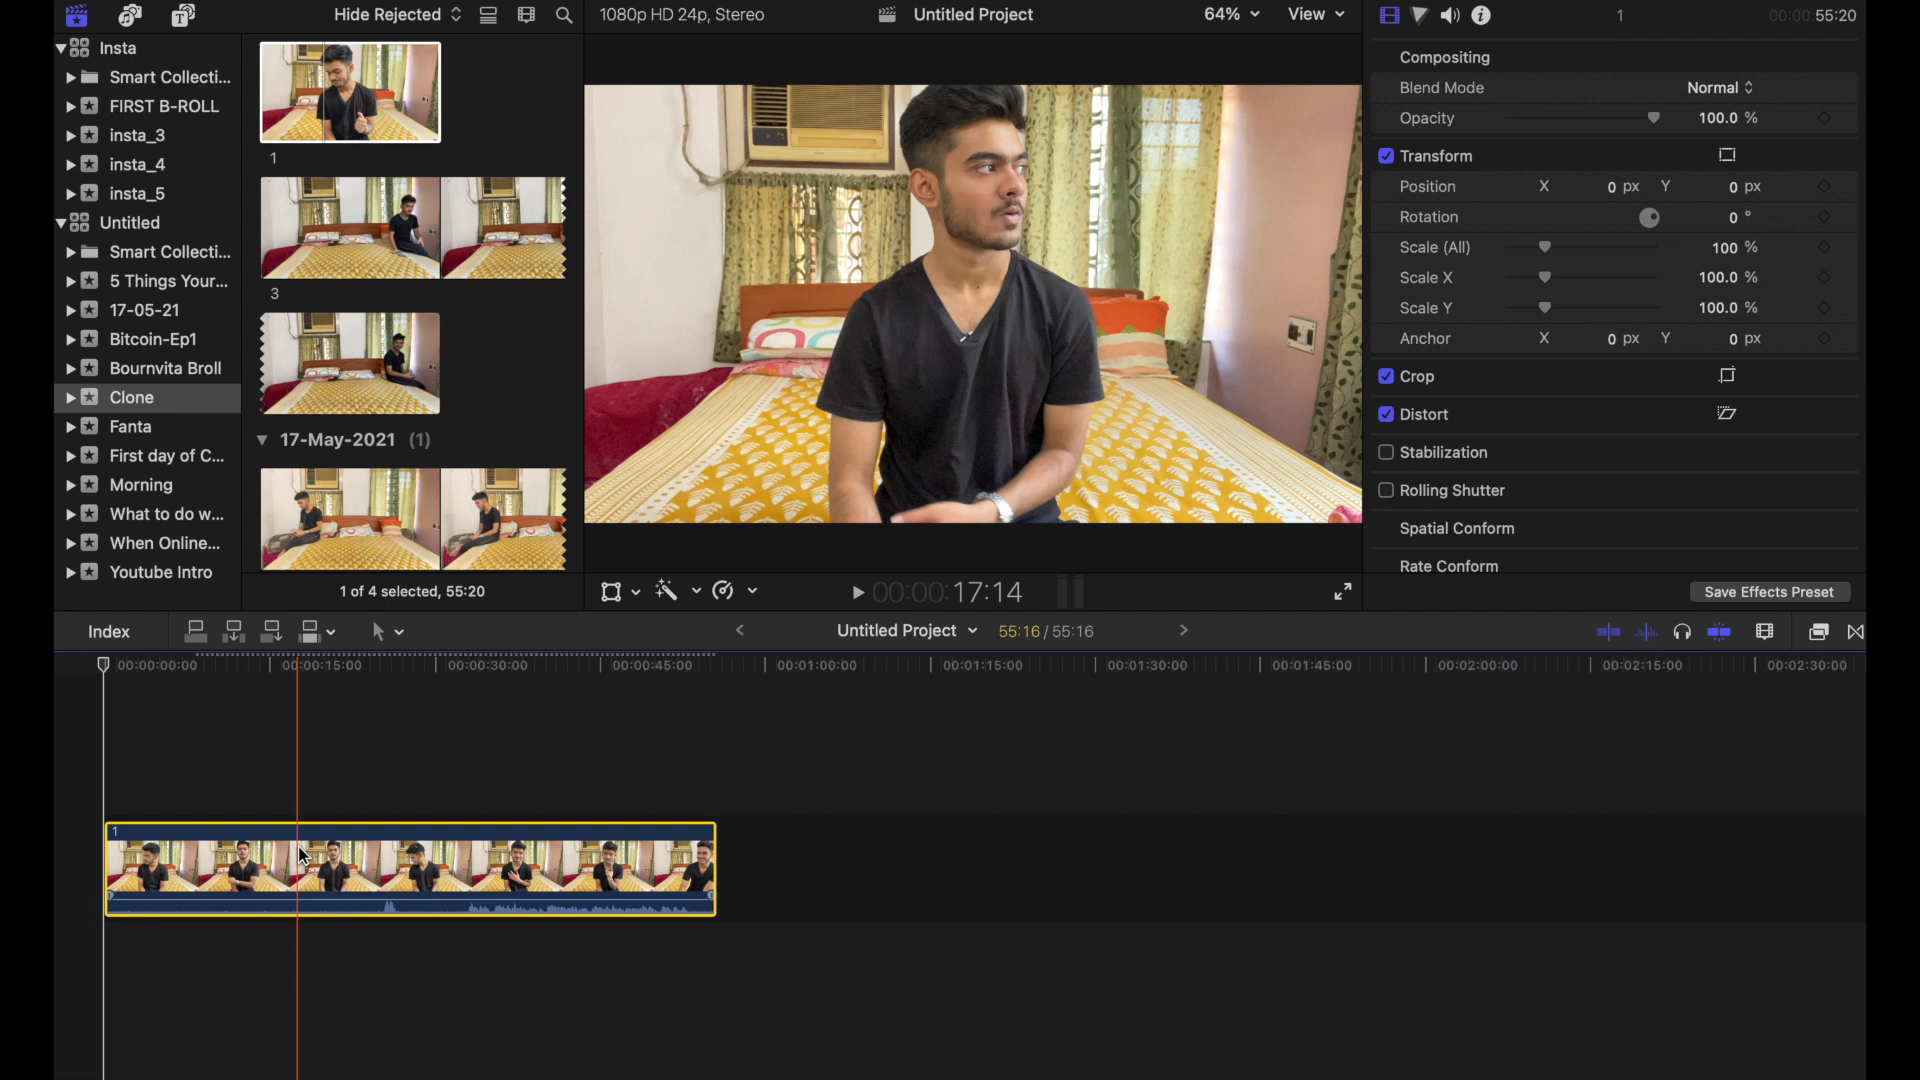 Hide Rejected
1080p HD 24p, Stereo
Untitled Project
64%
View
1
00:00:55:20
Insta
Smart Collecti...
FIRST B-ROLL
insta_3
insta_4
insta_5
Untitled
Smart Collecti...
5 Things Your...
17-05-21
Bitcoin-Ep1
Bournvita Broll
Clone
Fanta
First day of C...
Morning
What to do w...
When Online...
Youtube Intro
1
3
17-May-2021 (1)
1 of 4 selected, 55:20
00:00:17:14
Compositing
Blend Mode Normal
Opacity 100.0 %
Transform
Position X 0 px Y 0 px
Rotation 0 °
Scale (All) 100 %
Scale X 100.0 %
Scale Y 100.0 %
Anchor X 0 px Y 0 px
Crop
Distort
Stabilization
Rolling Shutter
Spatial Conform
Rate Conform
Save Effects Preset
Index
Untitled Project
55:16 / 55:16
00:00:00:00 00:00:15:00 00:00:30:00 00:00:45:00 00:01:00:00 00:01:15:00 00:01:30:00 00:01:45:00 00:02:00:00 00:02:15:00 00:02:30:00
1